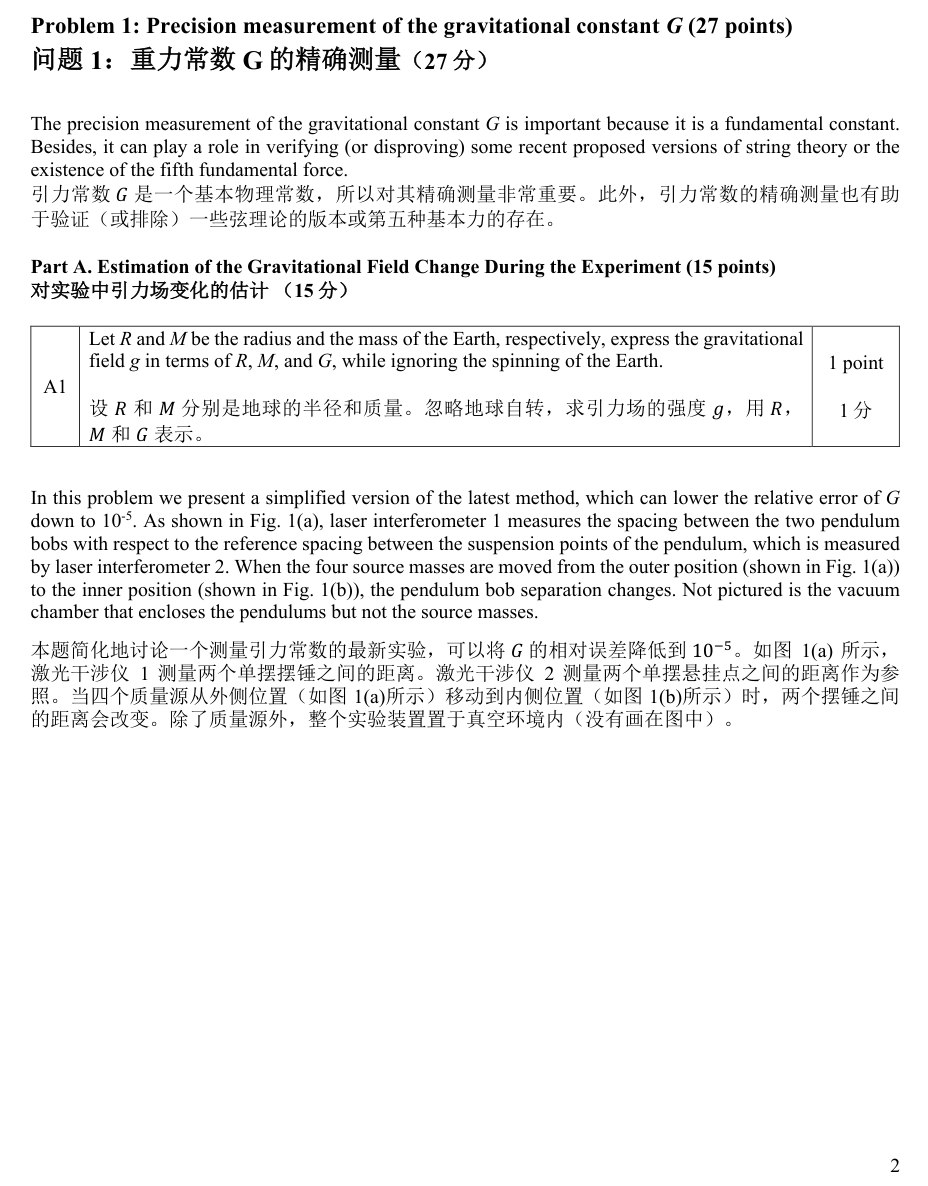 Problem 1: Precision measurement of the gravitational constant G (27 points)
问题 1：重力常数 G 的精确测量（27 分）
The precision measurement of the gravitational constant G is important because it is a fundamental constant.
Besides, it can play a role in verifying (or disproving) some recent proposed versions of string theory or the
existence of the fifth fundamental force.
引力常数 G 是一个基本物理常数，所以对其精确测量非常重要。此外，引力常数的精确测量也有助
于验证（或排除）一些弦理论的版本或第五种基本力的存在。
Part A. Estimation of the Gravitational Field Change During the Experiment (15 points)
对实验中引力场变化的估计 （15 分）
A1
Let R and M be the radius and the mass of the Earth, respectively, express the gravitational
field g in terms of R, M, and G, while ignoring the spinning of the Earth.
设 R 和 M 分别是地球的半径和质量。忽略地球自转，求引力场的强度 g，用 R，
M 和 G 表示。
1 point
1 分
In this problem we present a simplified version of the latest method, which can lower the relative error of G
down to 10⁻⁵. As shown in Fig. 1(a), laser interferometer 1 measures the spacing between the two pendulum
bobs with respect to the reference spacing between the suspension points of the pendulum, which is measured
by laser interferometer 2. When the four source masses are moved from the outer position (shown in Fig. 1(a))
to the inner position (shown in Fig. 1(b)), the pendulum bob separation changes. Not pictured is the vacuum
chamber that encloses the pendulums but not the source masses.
本题简化地讨论一个测量引力常数的最新实验，可以将 G 的相对误差降低到 10⁻⁵。如图 1(a) 所示，
激光干涉仪 1 测量两个单摆摆锤之间的距离。激光干涉仪 2 测量两个单摆悬挂点之间的距离作为参
照。当四个质量源从外侧位置（如图 1(a)所示）移动到内侧位置（如图 1(b)所示）时，两个摆锤之间
的距离会改变。除了质量源外，整个实验装置置于真空环境内（没有画在图中）。
2